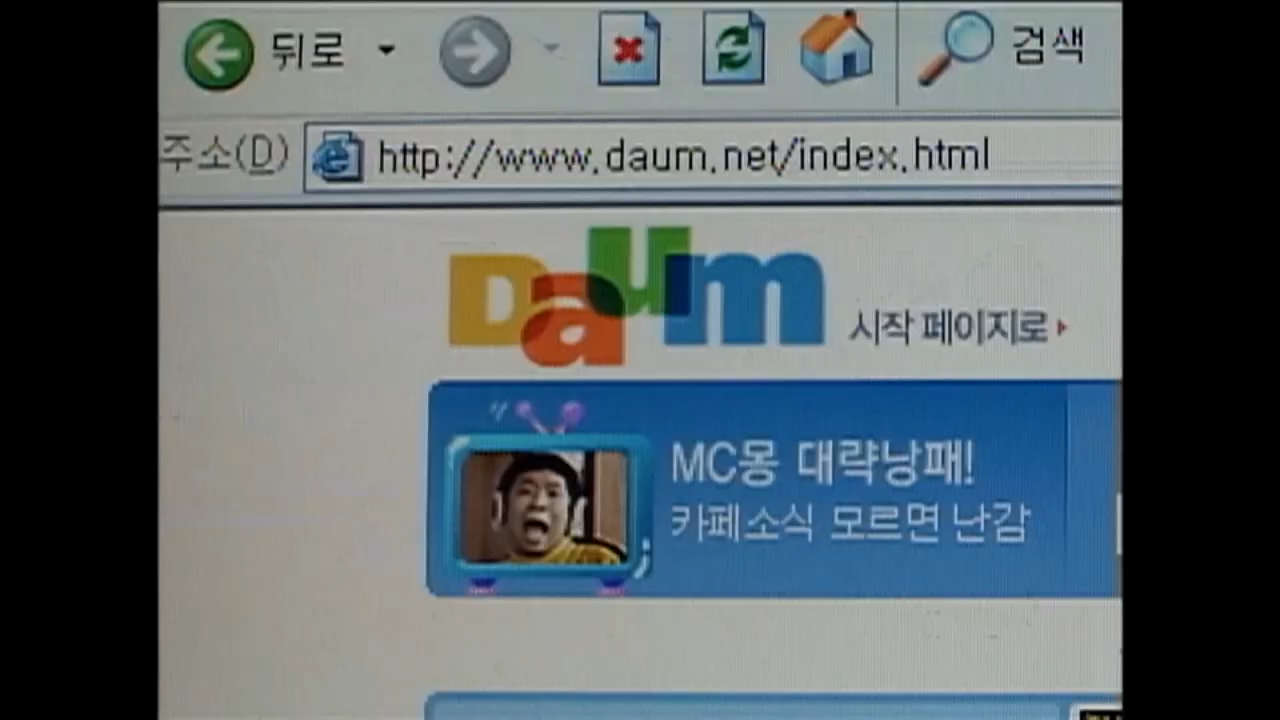 뒤로
검색
주소(D)
http://www.daum.net/index.html
Daum
시작 페이지로
MC몽 대략낭패!
카페소식 모르면 난감